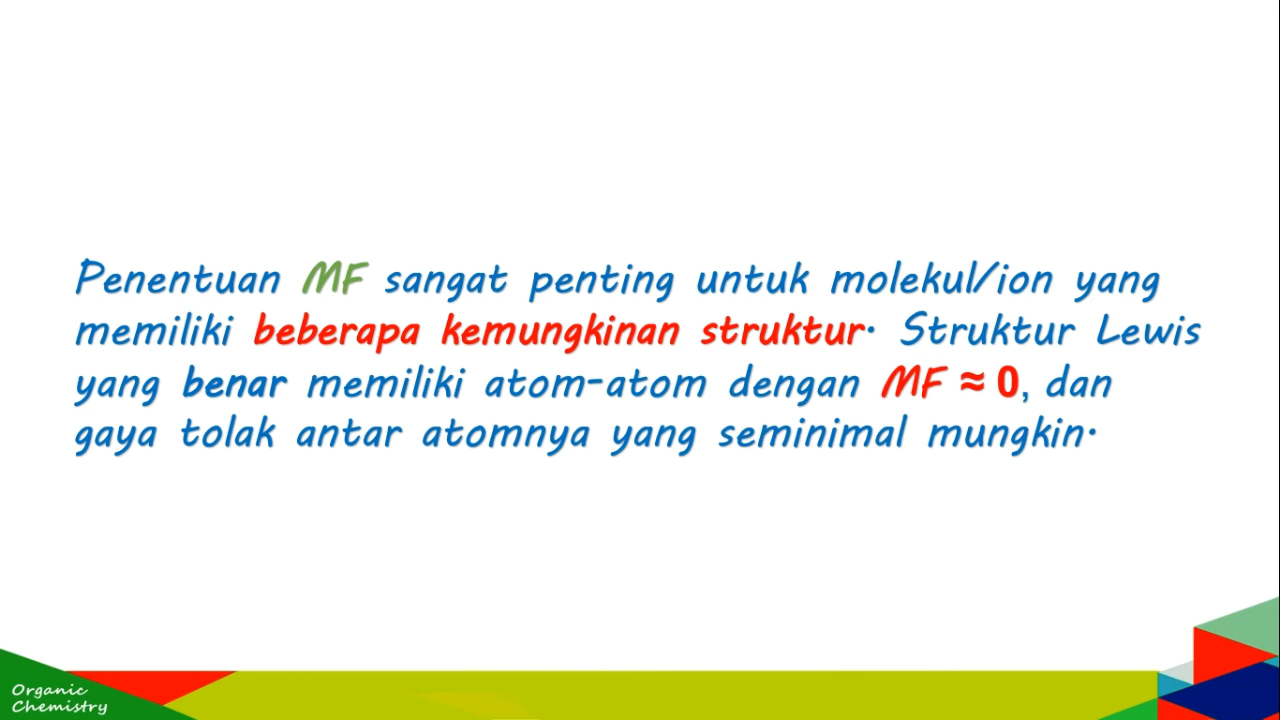 Penentuan MF sangat penting untuk molekul/ion yang
memiliki beberapa kemungkinan struktur. Struktur Lewis
yang benar memiliki atom-atom dengan MF ≈ 0, dan
gaya tolak antar atomnya yang seminimal mungkin.
Organic
Chemistry